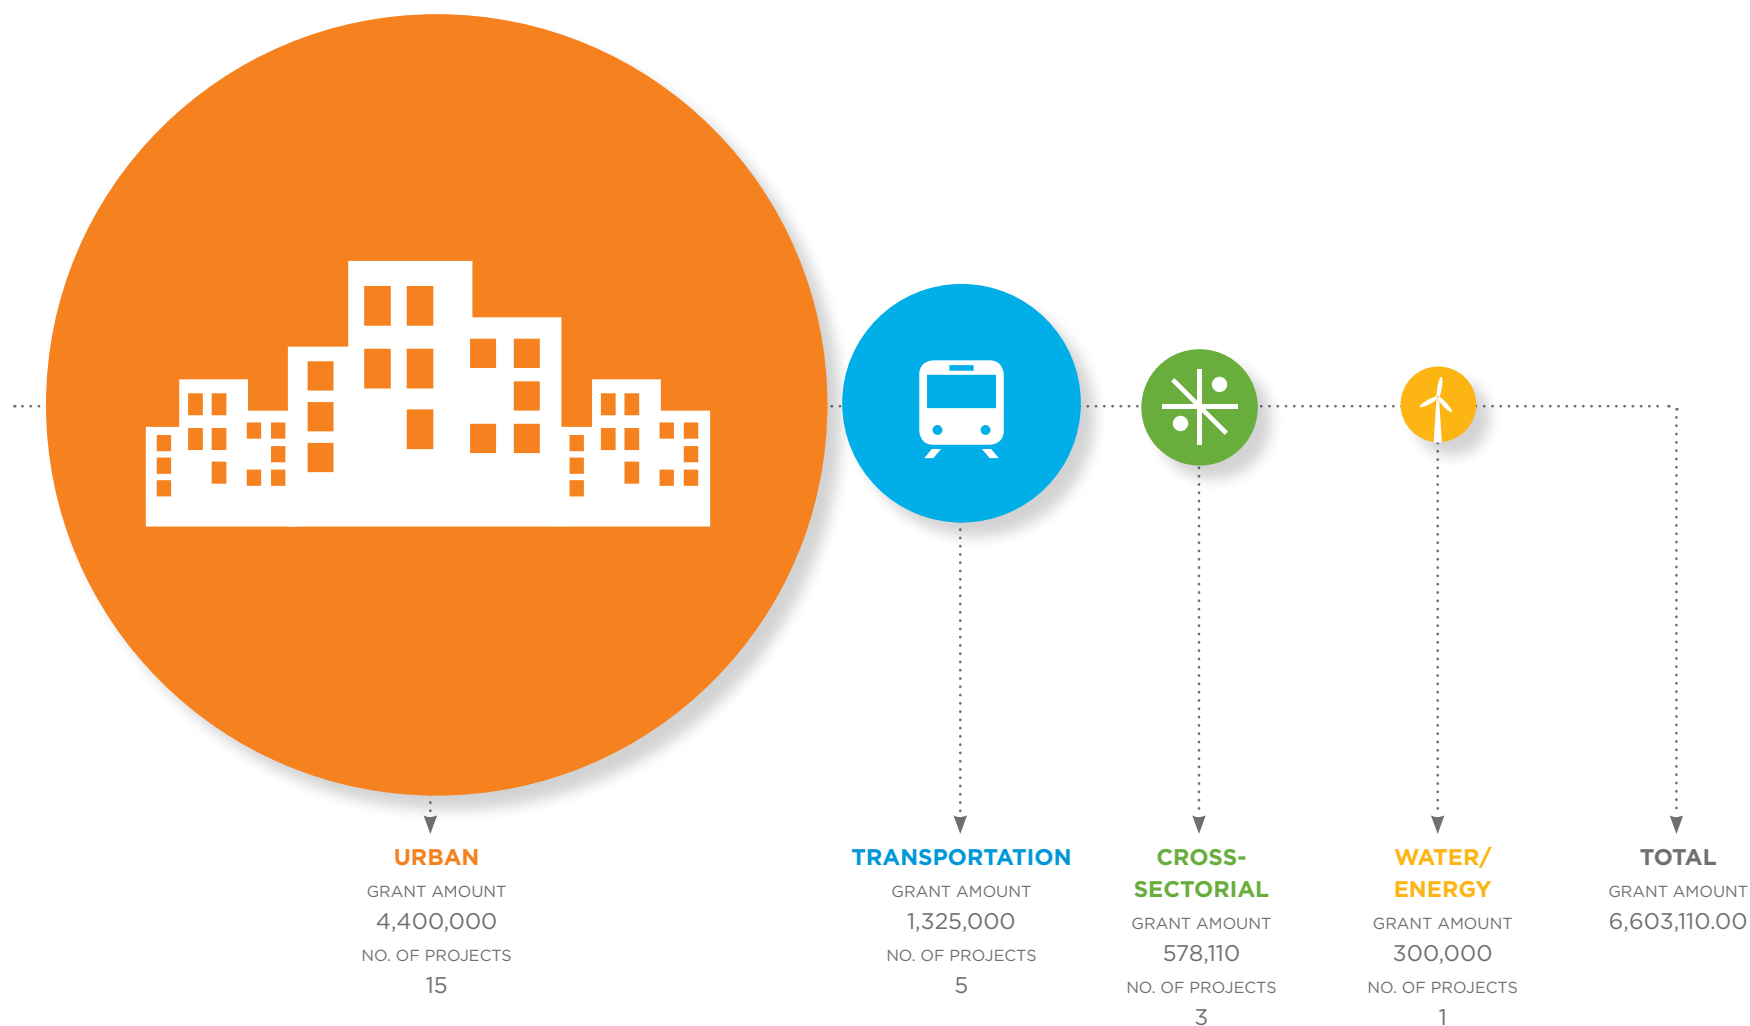 URBAN
GRANT AMOUNT
4,400,000
NO. OF PROJECTS
15
TRANSPORTATION
GRANT AMOUNT
1,325,000
NO. OF PROJECTS
5
CROSS-
SECTORIAL
GRANT AMOUNT
578,110
NO. OF PROJECTS
3
WATER/
ENERGY
GRANT AMOUNT
300,000
NO. OF PROJECTS
1
TOTAL
GRANT AMOUNT
6,603,110.00